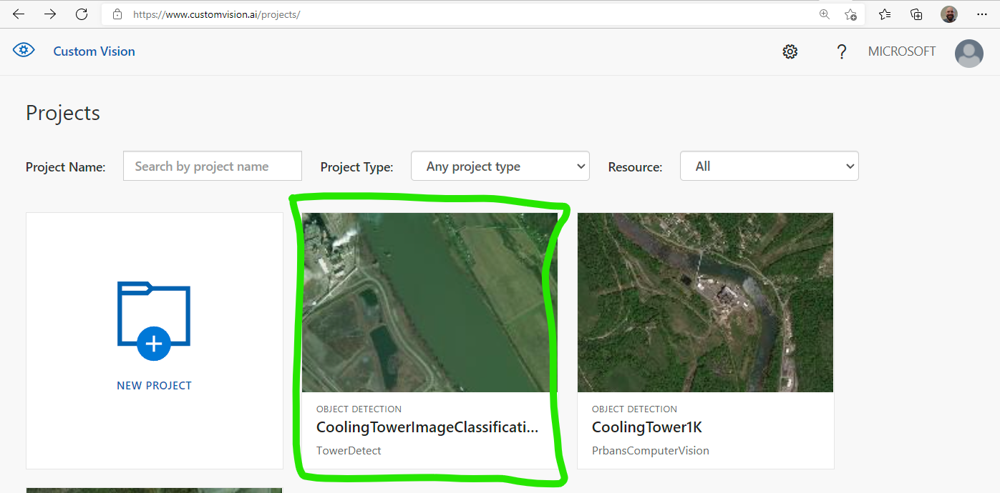 https://www.customvision.ai/projects/
Custom Vision
? MICROSOFT
Projects
Project Name: Search by project name Project Type: Any project type Resource: All
NEW PROJECT
OBJECT DETECTION
CoolingTowerImageClassificati...
TowerDetect
OBJECT DETECTION
CoolingTower1K
PrbansComputerVision